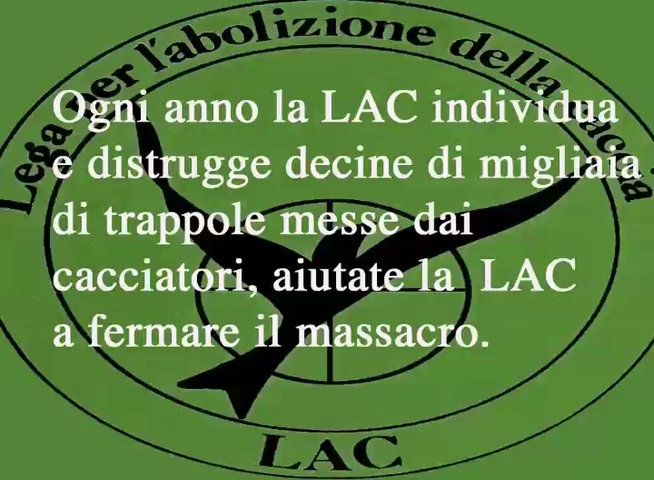 Lega per l'abolizione della caccia
Ogni anno la LAC individua
e distrugge decine di migliaia
di trappole messe dai
cacciatori, aiutate la LAC
a fermare il massacro.
LAC